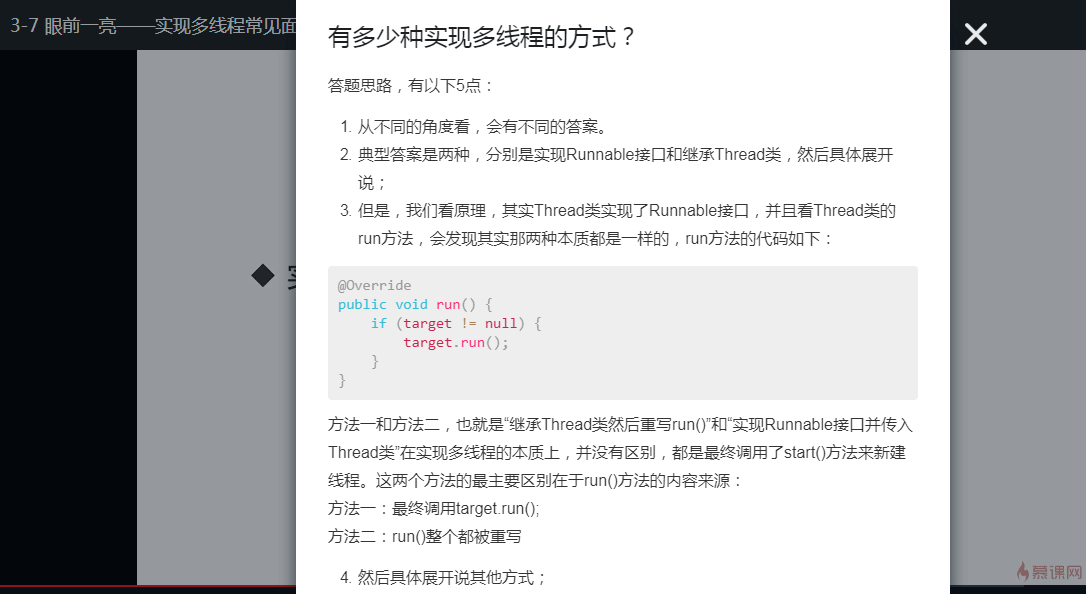 3-7 眼前一亮——实现多线程常见面
有多少种实现多线程的方式？
答题思路，有以下5点：
1. 从不同的角度看，会有不同的答案。
2. 典型答案是两种，分别是实现Runnable接口和继承Thread类，然后具体展开
说；
3. 但是，我们看原理，其实Thread类实现了Runnable接口，并且看Thread类的
run方法，会发现其实那两种本质都是一样的，run方法的代码如下：
@Override
public void run() {
    if (target != null) {
        target.run();
    }
}
方法一和方法二，也就是“继承Thread类然后重写run()”和“实现Runnable接口并传入
Thread类”在实现多线程的本质上，并没有区别，都是最终调用了start()方法来新建
线程。这两个方法的最主要区别在于run()方法的内容来源：
方法一：最终调用target.run();
方法二：run()整个都被重写
4. 然后具体展开说其他方式；
慕课网